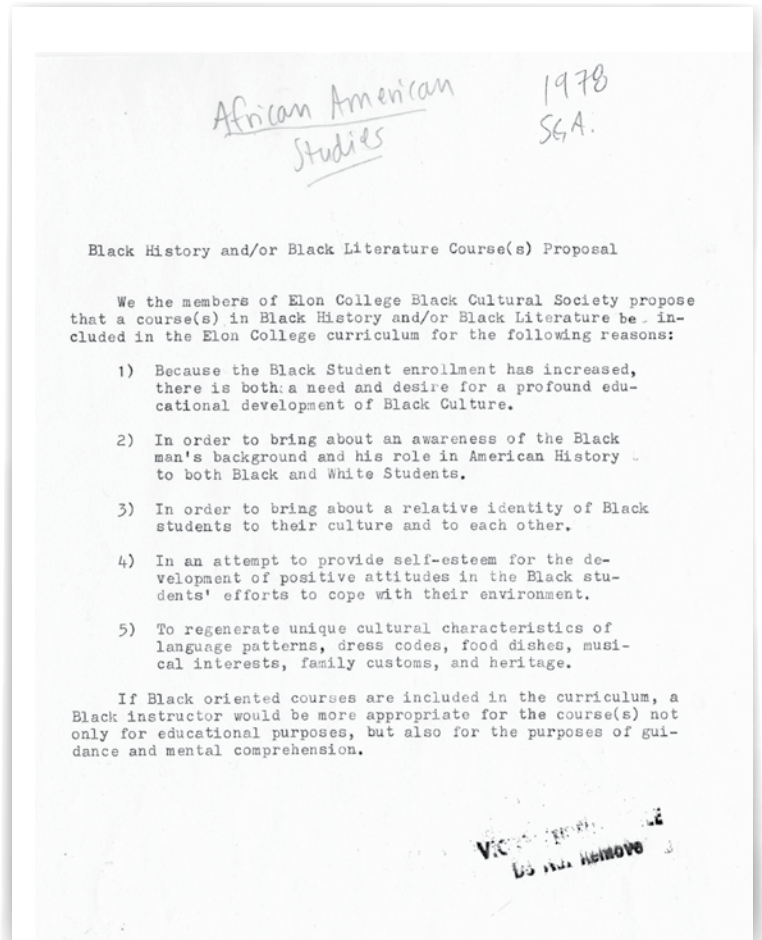 African American
Studies
1978
SGA.
Black History and/or Black Literature Course(s) Proposal
We the members of Elon College Black Cultural Society propose
that a course(s) in Black History and/or Black Literature be in-
cluded in the Elon College curriculum for the following reasons:
1) Because the Black Student enrollment has increased,
there is both a need and desire for a profound edu-
cational development of Black Culture.
2) In order to bring about an awareness of the Black
man's background and his role in American History
to both Black and White Students.
3) In order to bring about a relative identity of Black
students to their culture and to each other.
4) In an attempt to provide self-esteem for the de-
velopment of positive attitudes in the Black stu-
dents' efforts to cope with their environment.
5) To regenerate unique cultural characteristics of
language patterns, dress codes, food dishes, musi-
cal interests, family customs, and heritage.
If Black oriented courses are included in the curriculum, a
Black instructor would be more appropriate for the course(s) not
only for educational purposes, but also for the purposes of gui-
dance and mental comprehension.
Remove